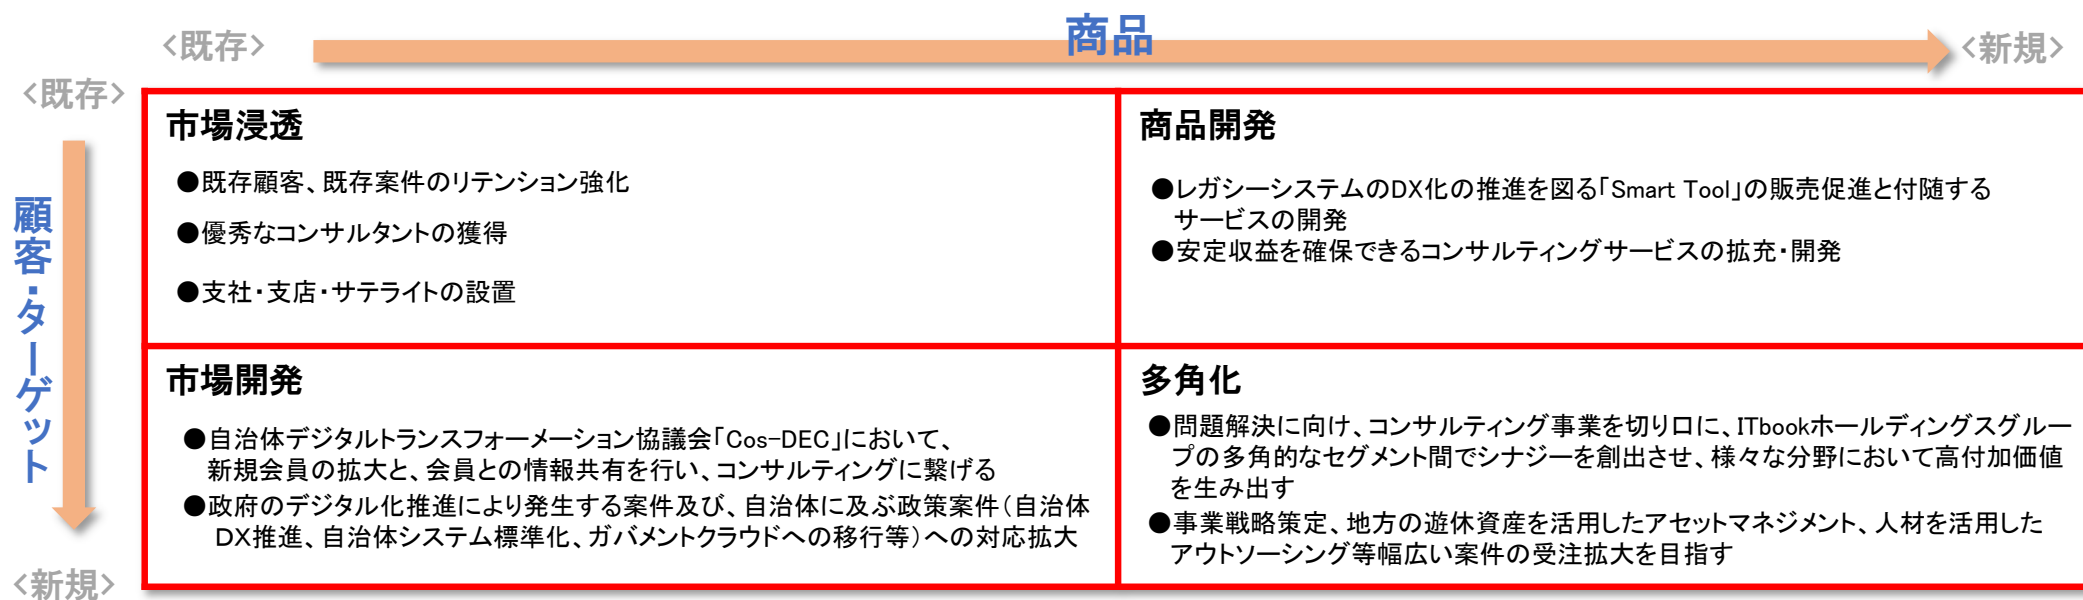 商品
<既存>
<新規>
<既存>
顧客・ターゲット
<新規>
市場浸透
●既存顧客、既存案件のリテンション強化
●優秀なコンサルタントの獲得
●支社・支店・サテライトの設置
商品開発
●レガシーシステムのDX化の推進を図る「Smart Tool」の販売促進と付随する
サービスの開発
●安定収益を確保できるコンサルティングサービスの拡充・開発
市場開発
●自治体デジタルトランスフォーメーション協議会「Cos-DEC」において、
新規会員の拡大と、会員との情報共有を行い、コンサルティングに繋げる
●政府のデジタル化推進により発生する案件及び、自治体に及ぶ政策案件（自治体
ＤＸ推進、自治体システム標準化、ガバメントクラウドへの移行等）への対応拡大
多角化
●問題解決に向け、コンサルティング事業を切り口に、ITbookホールディングスグルー
プの多角的なセグメント間でシナジーを創出させ、様々な分野において高付加価値
を生み出す
●事業戦略策定、地方の遊休資産を活用したアセットマネジメント、人材を活用した
アウトソーシング等幅広い案件の受注拡大を目指す